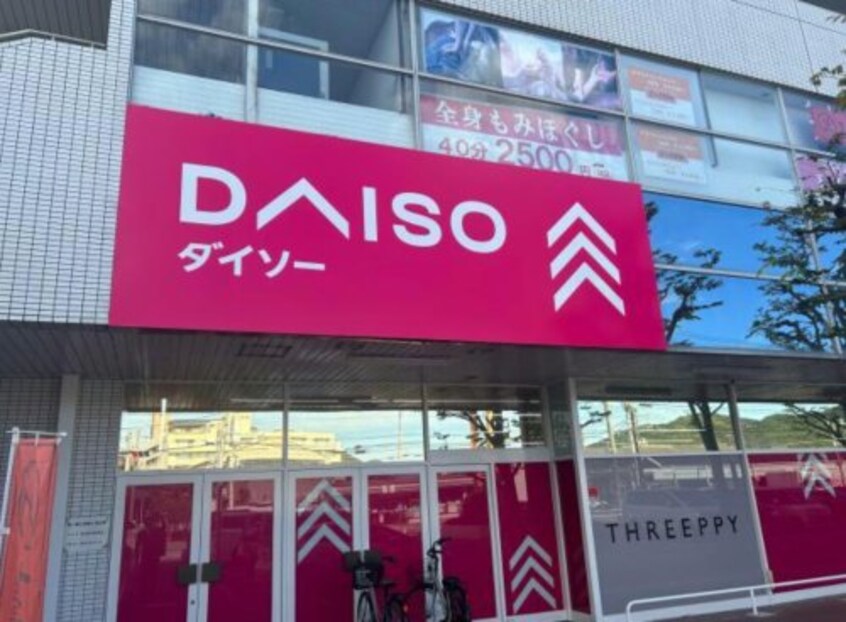 全身もみほぐし
40分 2500円
DAISO
ダイソー
THREEPPY